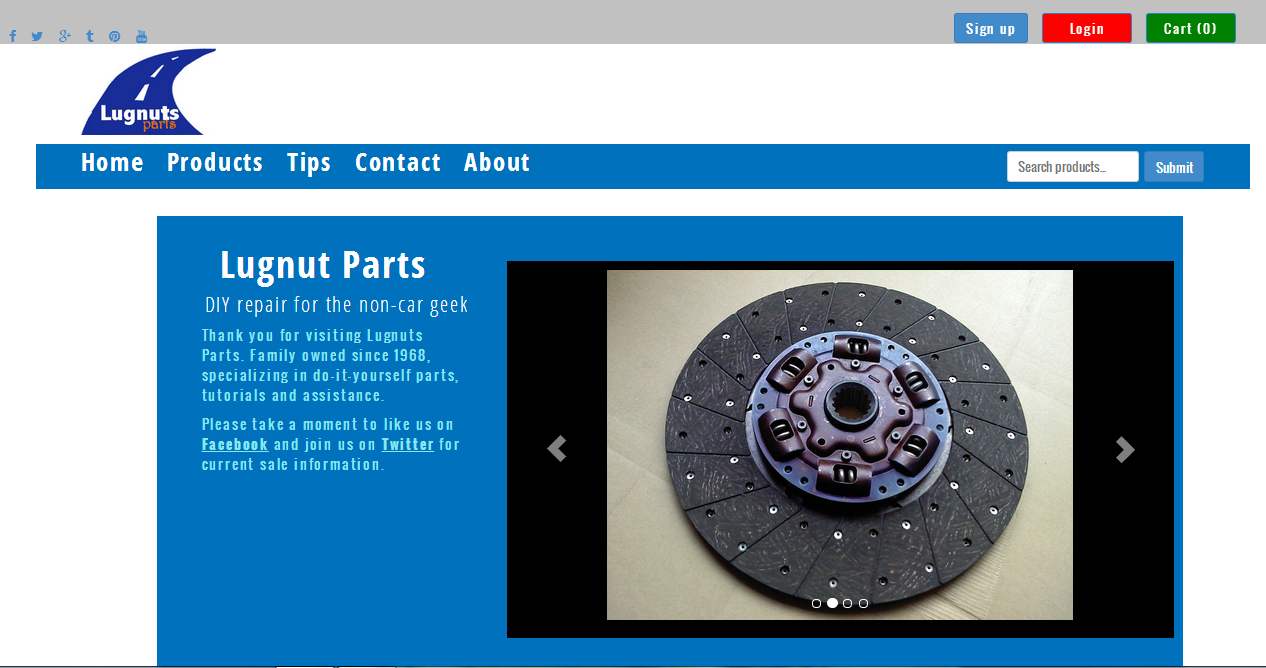 Sign up
Login
Cart (0)
Lugnuts
parts
Home Products Tips Contact About
Search products...
Submit
Lugnut Parts
DIY repair for the non-car geek
Thank you for visiting Lugnuts
Parts. Family owned since 1968,
specializing in do-it-yourself parts,
tutorials and assistance.
Please take a moment to like us on
Facebook and join us on Twitter for
current sale information.